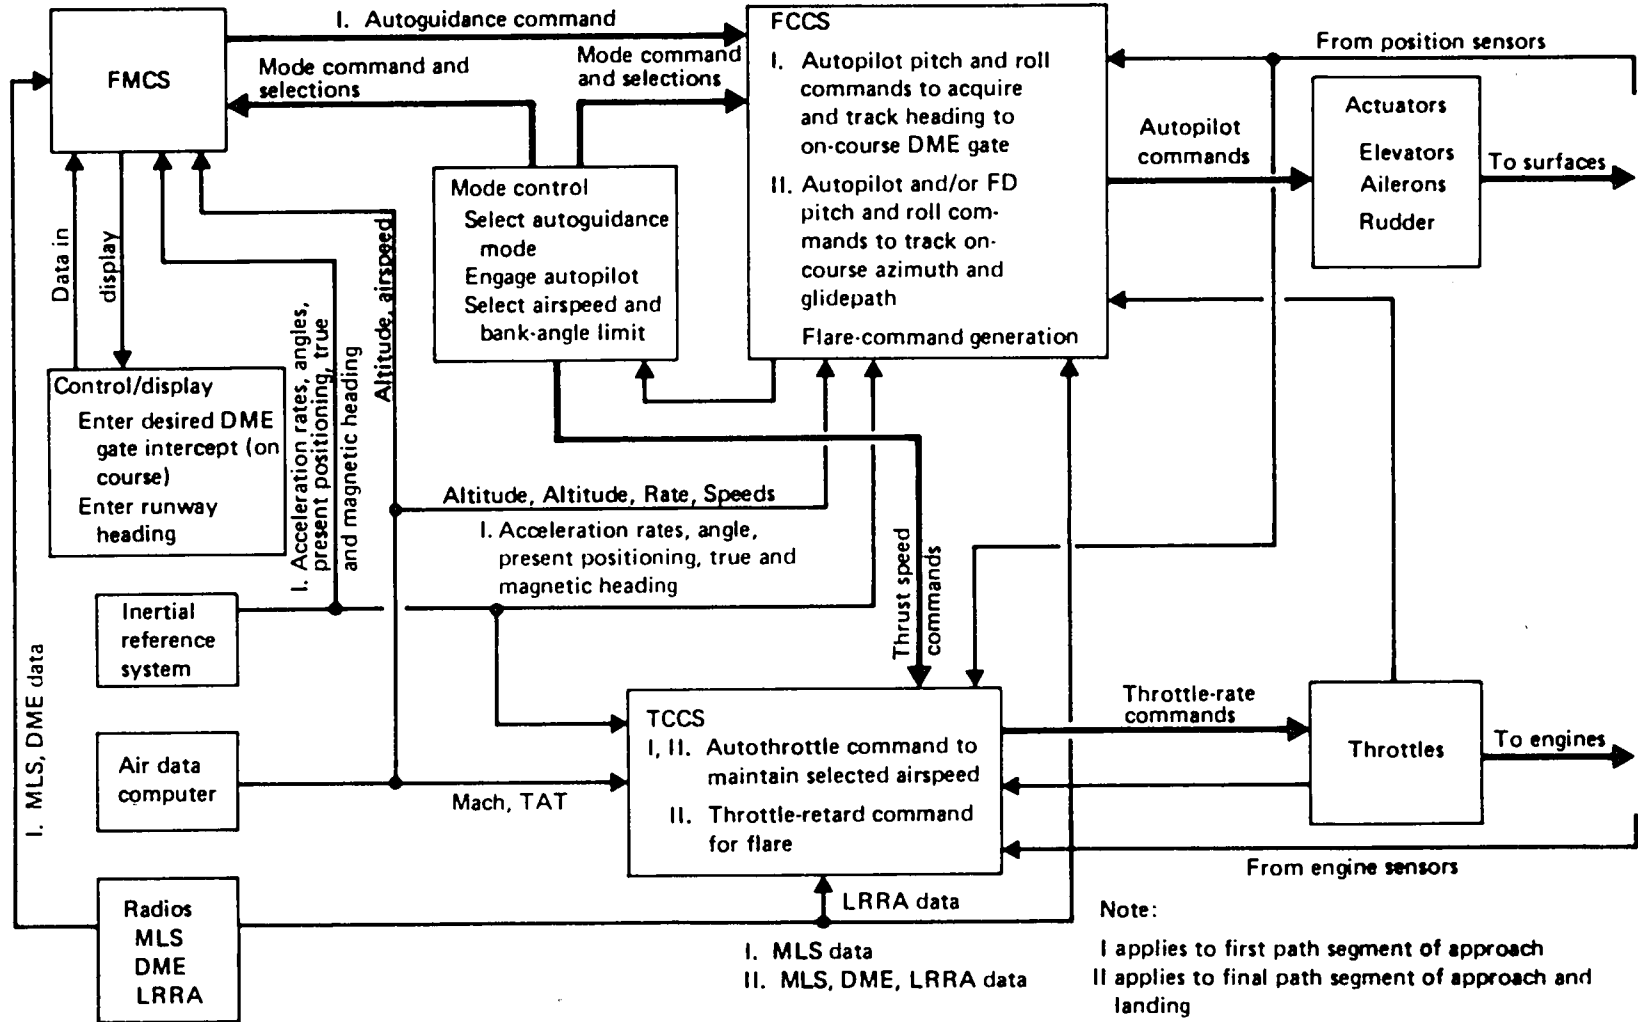 I. Autoguidance command
FMCS
Mode command and
selections
Mode command
and selections
FCCS
I. Autopilot pitch and roll
commands to acquire
and track heading to
on-course DME gate
II. Autopilot and/or FD
pitch and roll com-
mands to track on-
course azimuth and
glidepath
Flare-command generation
From position sensors
Autopilot
commands
Actuators
Elevators
Ailerons
Rudder
To surfaces
Mode control
Select autoguidance
mode
Engage autopilot
Select airspeed and
bank-angle limit
Data in
display
Altitude, airspeed
I. Acceleration rates, angles,
present positioning, true
and magnetic heading
Control/display
Enter desired DME
gate intercept (on
course)
Enter runway
heading
Altitude, Altitude, Rate, Speeds
I. Acceleration rates, angle,
present positioning, true and
magnetic heading
Thrust speed
commands
Inertial
reference
system
I. MLS, DME data
Air data
computer
Mach, TAT
TCCS
I, II. Autothrottle command to
maintain selected airspeed
II. Throttle-retard command
for flare
Throttle-rate
commands
Throttles
To engines
From engine sensors
Radios
MLS
DME
LRRA
LRRA data
I. MLS data
II. MLS, DME, LRRA data
Note:
I applies to first path segment of approach
II applies to final path segment of approach and
landing